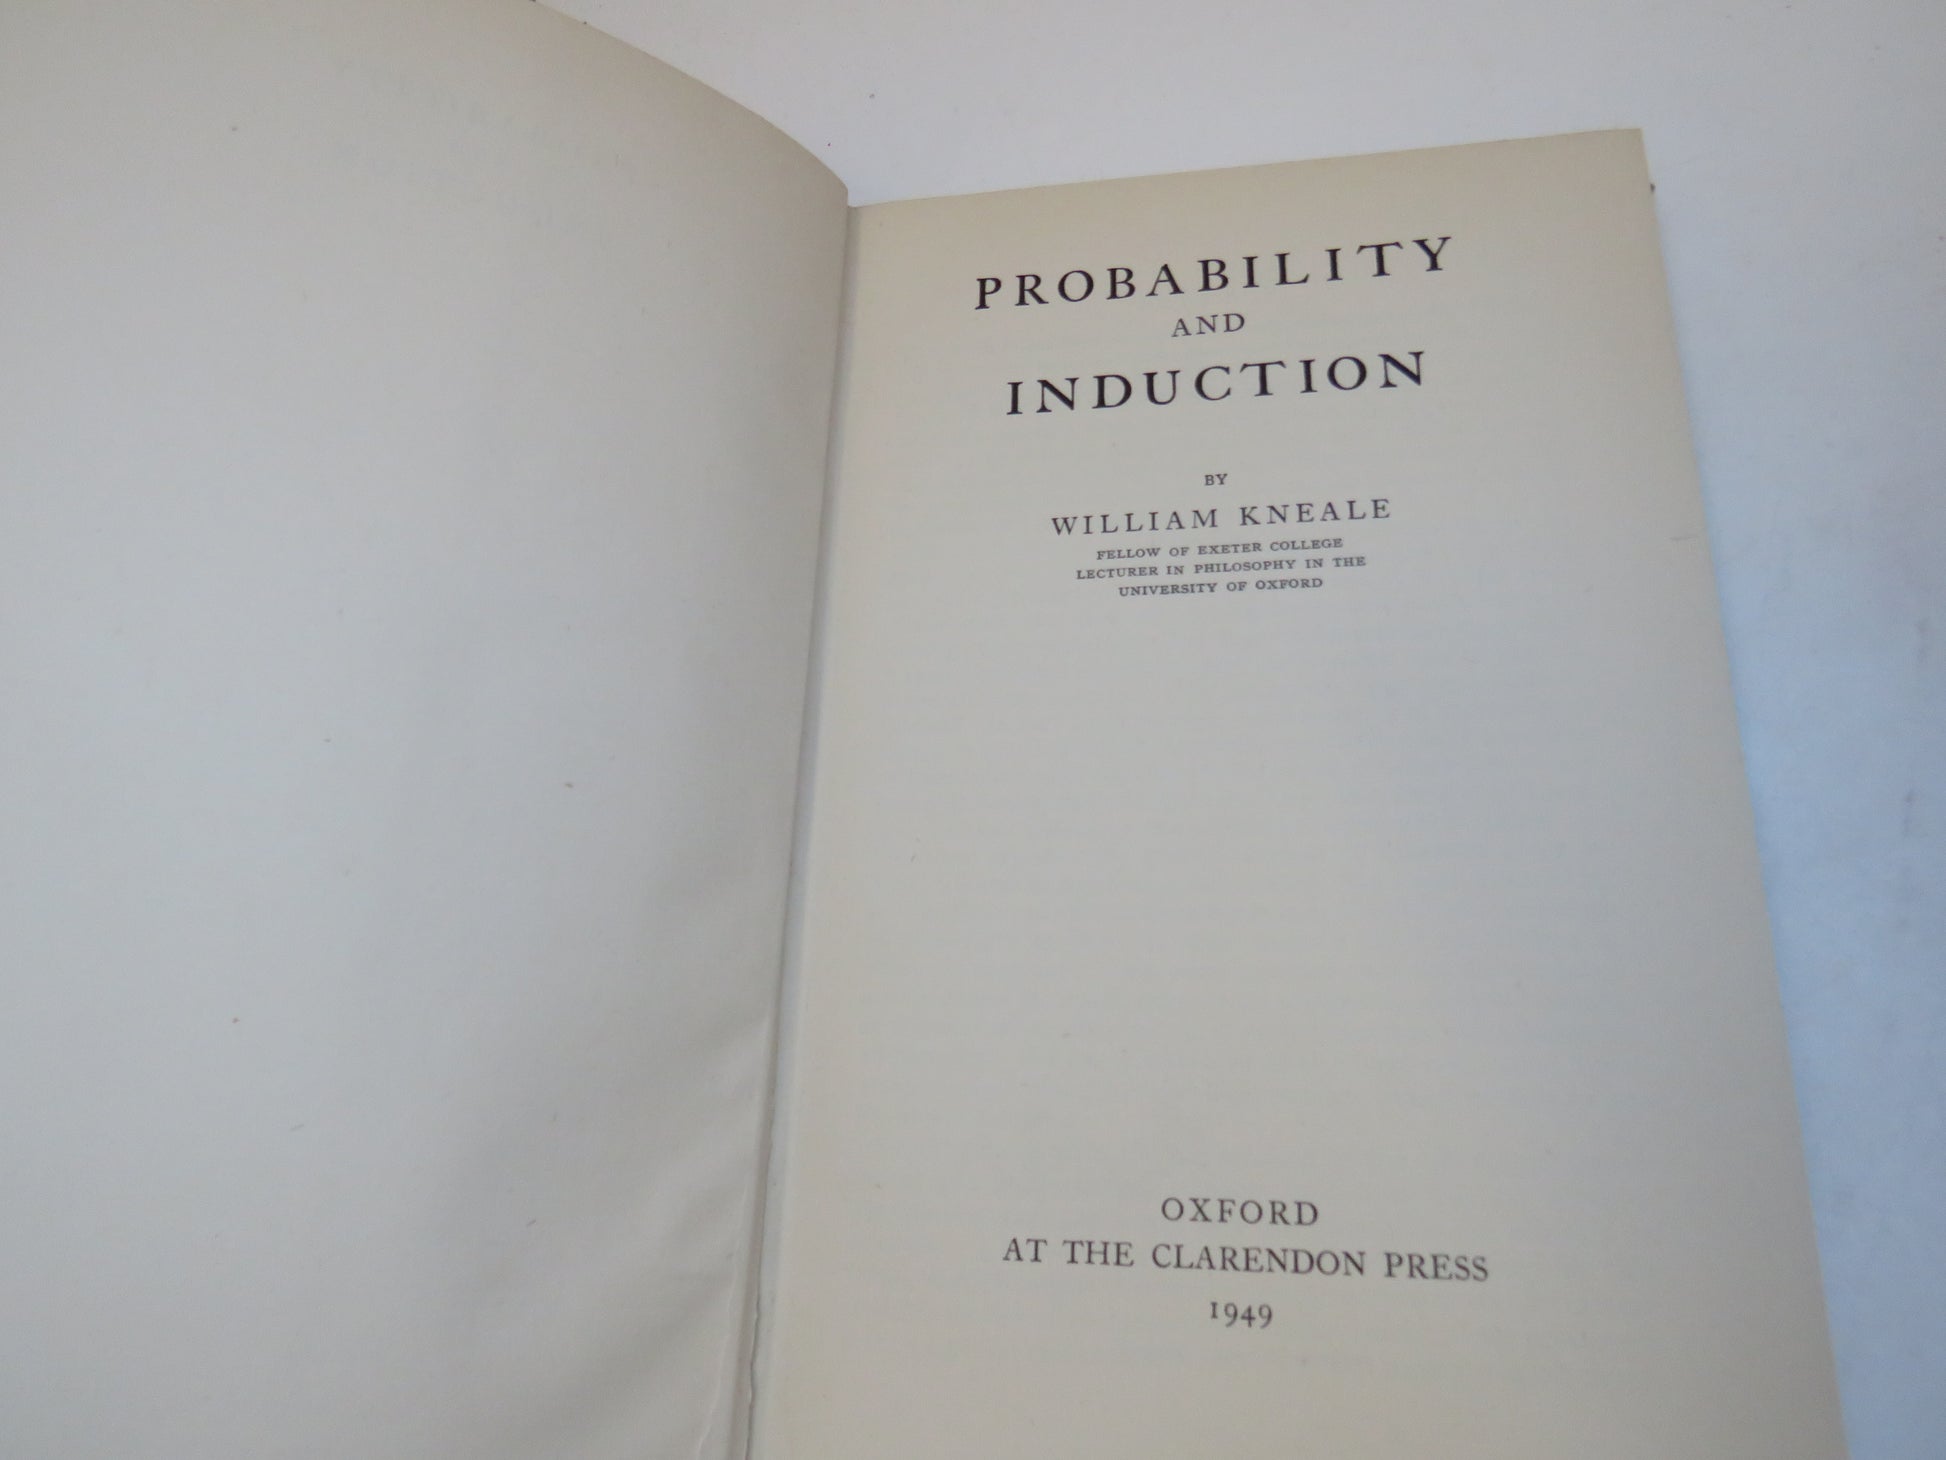 PROBABILITY
AND
INDUCTION
BY
WILLIAM KNEALE
FELLOW OF EXETER COLLEGE
LECTURER IN PHILOSOPHY IN THE
UNIVERSITY OF OXFORD
OXFORD
AT THE CLARENDON PRESS
1949